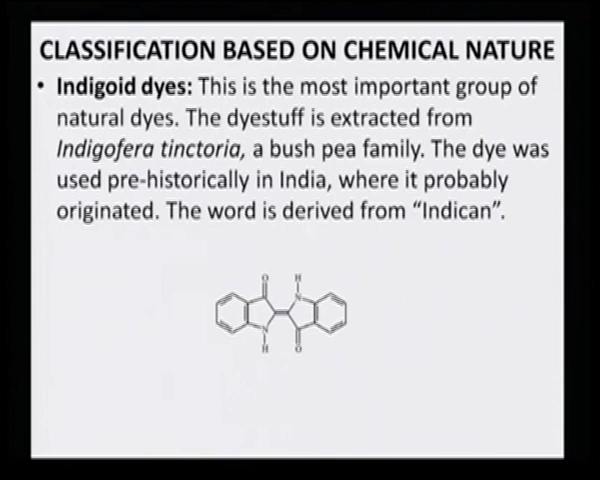 CLASSIFICATION BASED ON CHEMICAL NATURE
• Indigoid dyes: This is the most important group of
natural dyes. The dyestuff is extracted from
Indigofera tinctoria, a bush pea family. The dye was
used pre-historically in India, where it probably
originated. The word is derived from “Indican”.
O H
N
N
H O